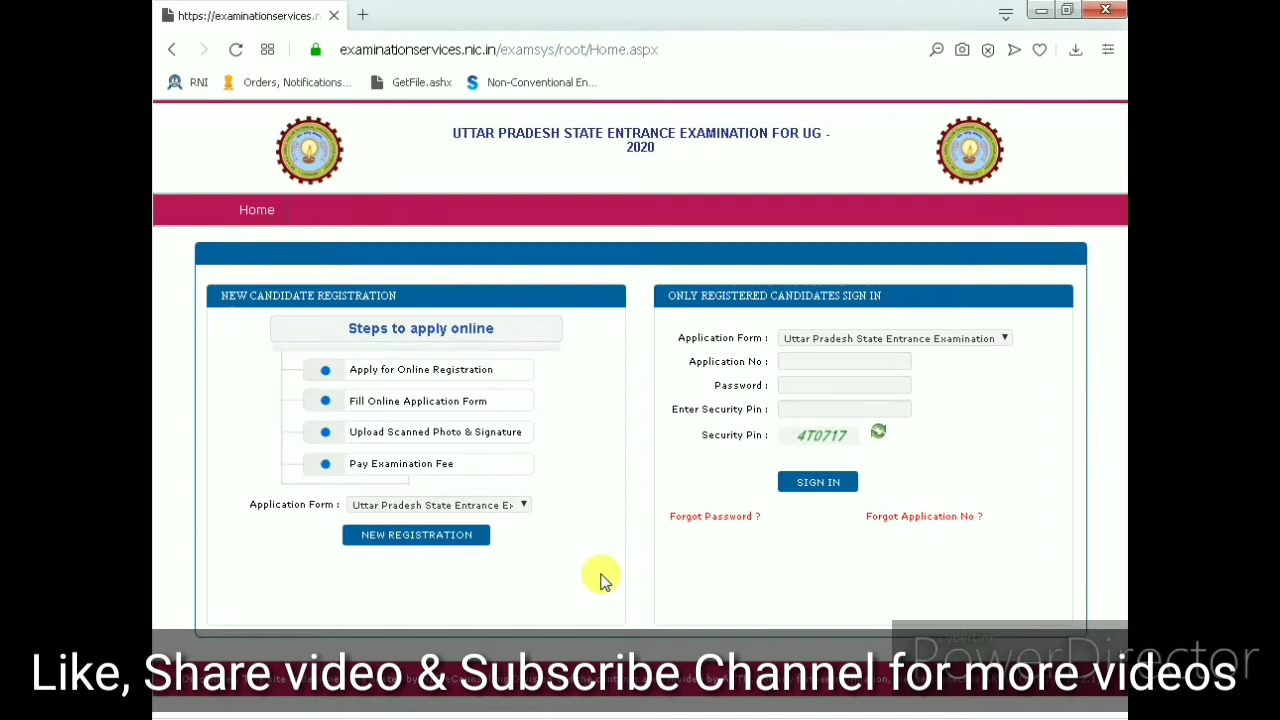 https://examinationservices.n
examinationservices.nic.in/examsys/root/Home.aspx
RNI
Orders, Notifications...
GetFile.ashx
Non-Conventional En...
UTTAR PRADESH STATE ENTRANCE EXAMINATION FOR UG -
2020
Home
NEW CANDIDATE REGISTRATION
Steps to apply online
Apply for Online Registration
Fill Online Application Form
Upload Scanned Photo & Signature
Pay Examination Fee
Application Form :
Uttar Pradesh State Entrance E
NEW REGISTRATION
ONLY REGISTERED CANDIDATES SIGN IN
Application Form :
Uttar Pradesh State Entrance Examination
Application No :
Password :
Enter Security Pin :
Security Pin :
4T0717
SIGN IN
Forgot Password ?
Forgot Application No ?
CyberLink
PowerDirector
Like, Share video & Subscribe Channel for more videos